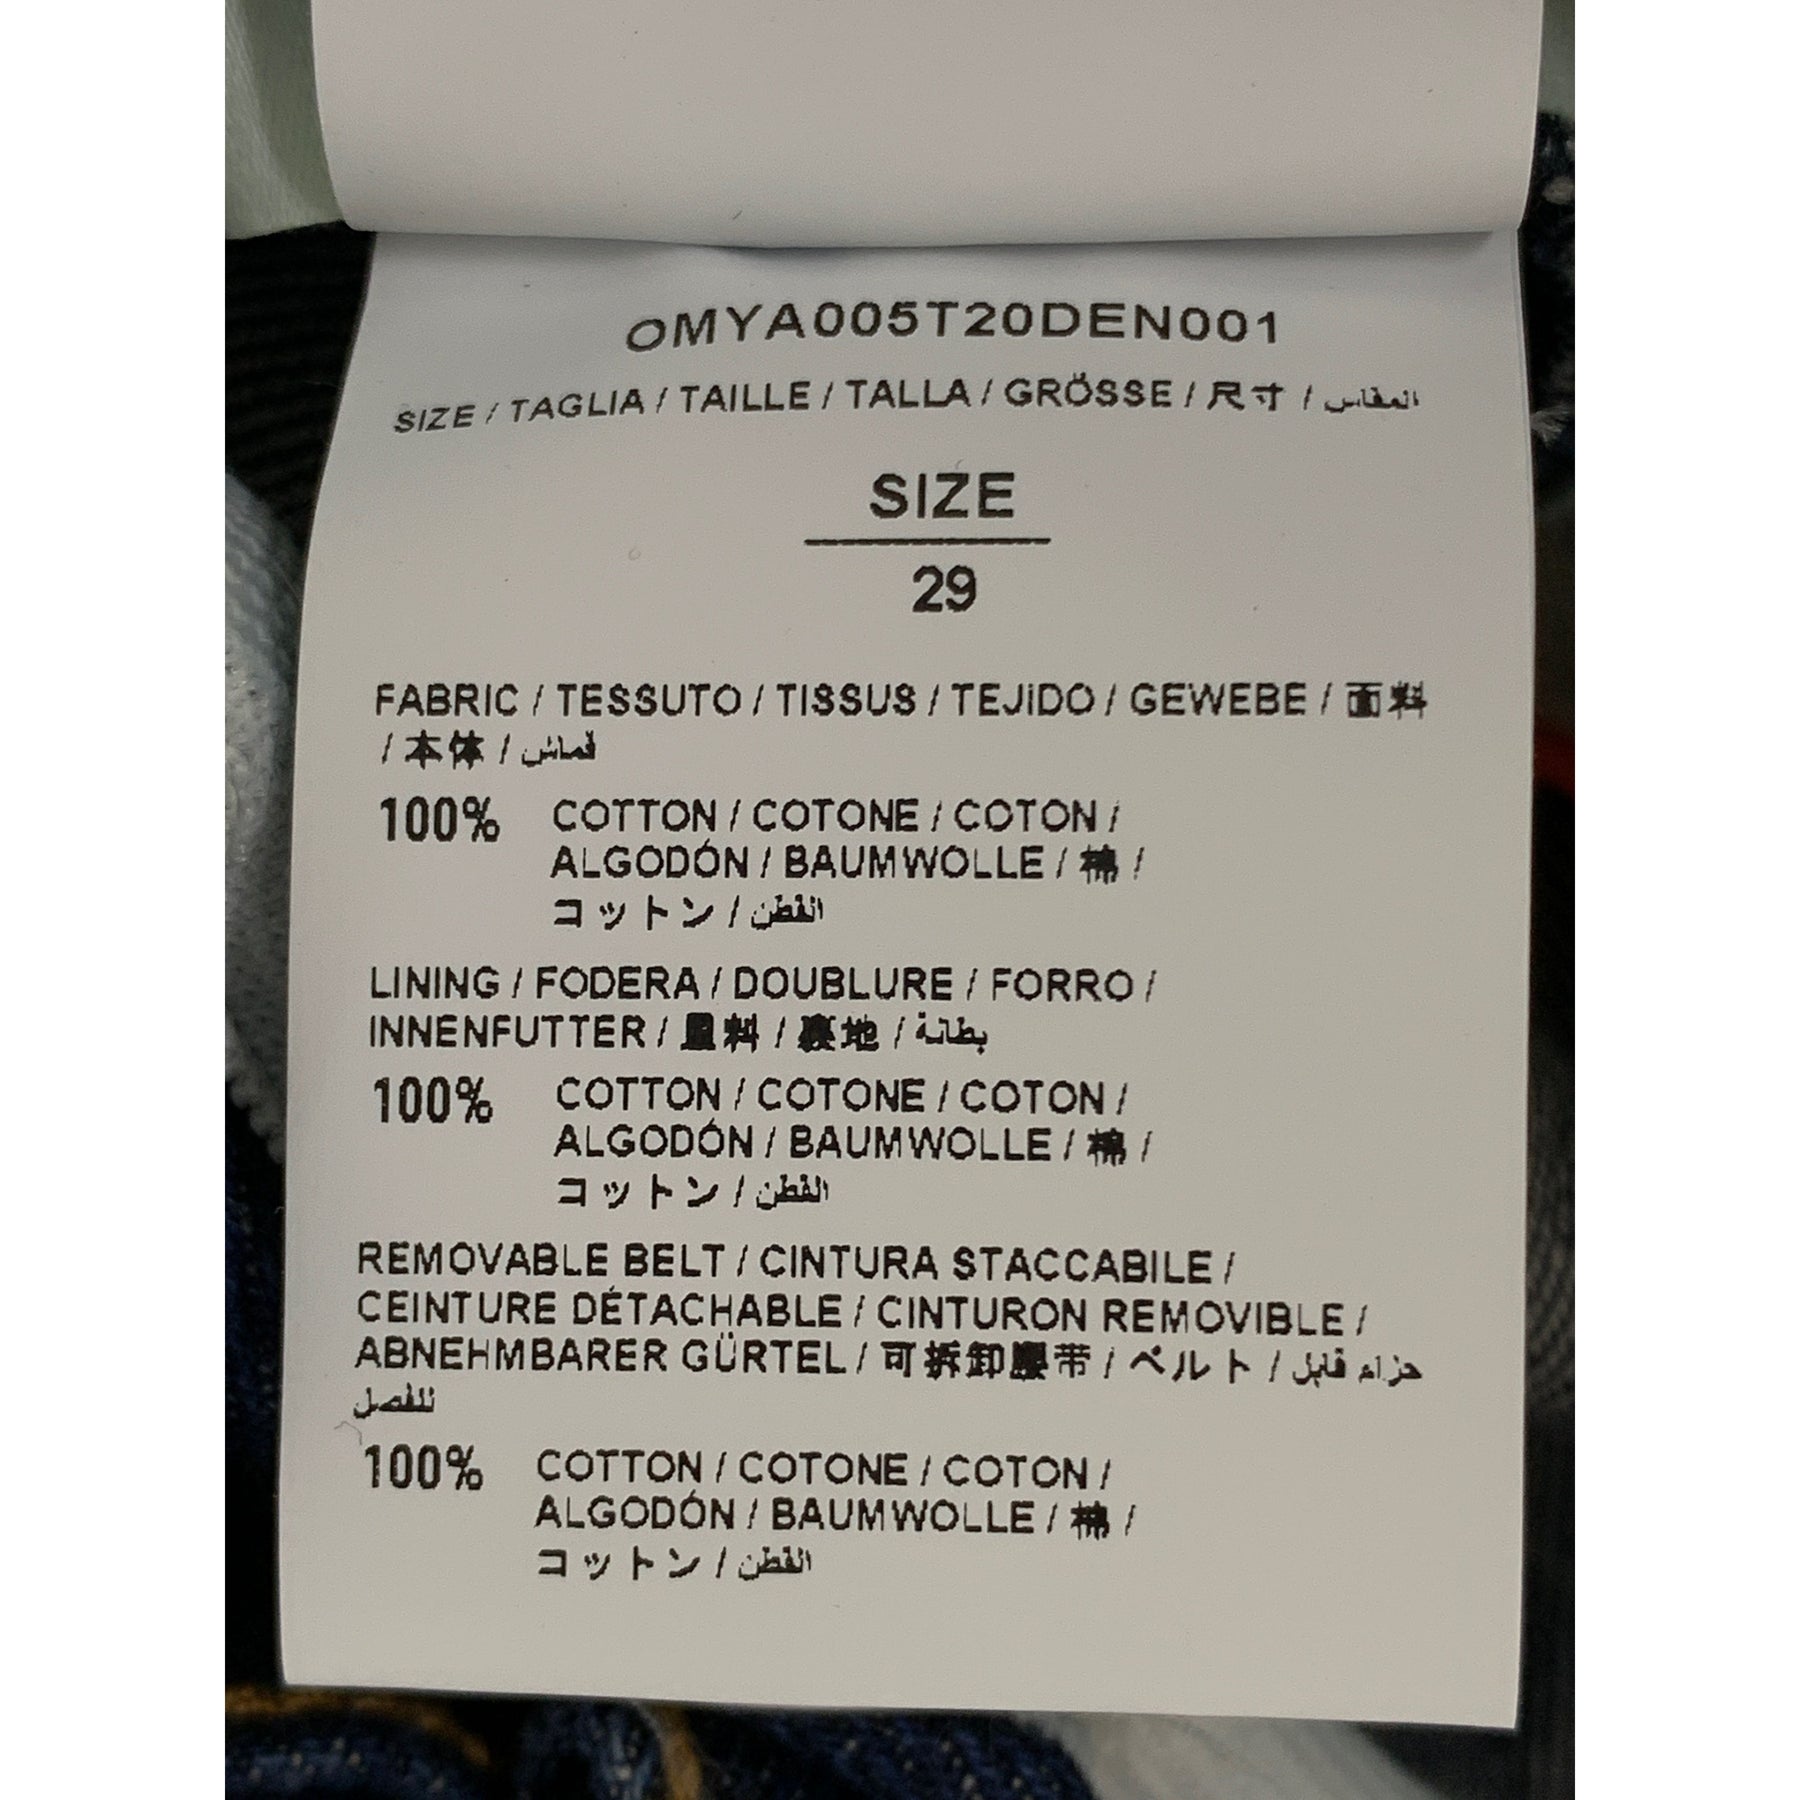 OMYA005T20DEN001
SIZE / TAGLIA / TAILLE / TALLA / GRÖSSE / 尺寸 / المقاس
SIZE
29
FABRIC / TESSUTO / TISSUS / TEJIDO / GEWEBE / 面料
/ 本体 / قماش
100% COTTON / COTONE / COTON /
ALGODÓN / BAUMWOLLE / 棉 /
コットン / القطن
LINING / FODERA / DOUBLURE / FORRO /
INNENFUTTER / 里料 / 裏地 / بطانة
100% COTTON / COTONE / COTON /
ALGODÓN / BAUMWOLLE / 棉 /
コットン / القطن
REMOVABLE BELT / CINTURA STACCABILE /
CEINTURE DÉTACHABLE / CINTURON REMOVIBLE /
ABNEHMBARER GÜRTEL / 可拆卸腰带 / ベルト / حزام قابل
للفصل
100% COTTON / COTONE / COTON /
ALGODÓN / BAUMWOLLE / 棉 /
コットン / القطن